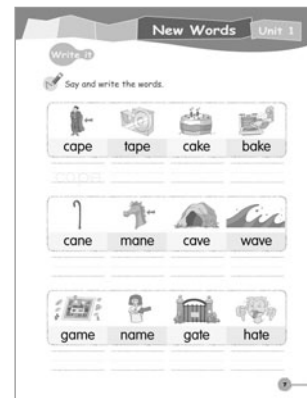 New Words Unit 1
Write it
Say and write the words.
cape tape cake bake
cane mane cave wave
game name gate hate